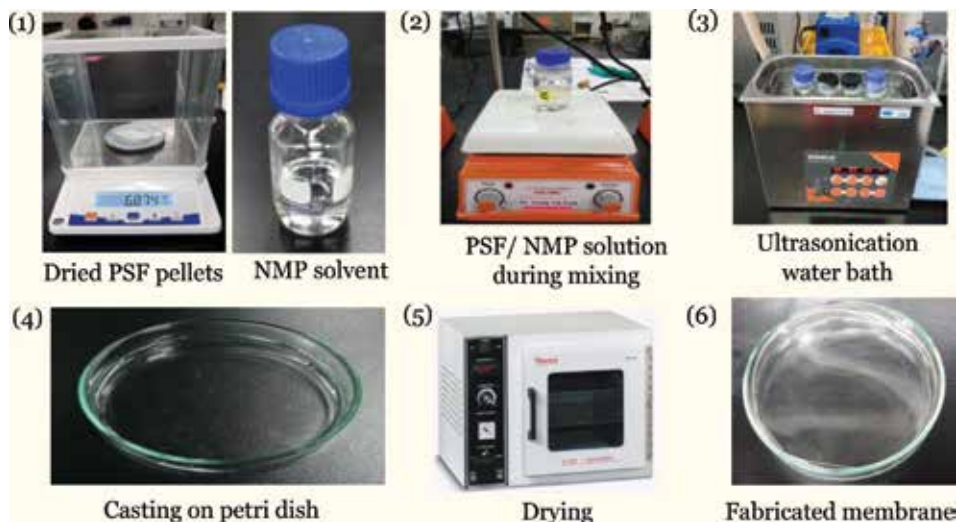 (1)
Dried PSF pellets
NMP solvent
(2)
PSF/ NMP solution
during mixing
(3)
Ultrasonication
water bath
(4)
Casting on petri dish
(5)
Drying
(6)
Fabricated membrane